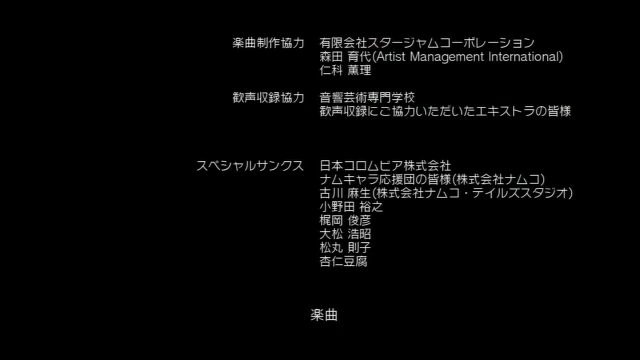 楽曲制作協力 有限会社スタージャムコーポレーション
森田 育代(Artist Management International)
仁科 薫理
歓声収録協力 音響芸術専門学校
歓声収録にご協力いただいたエキストラの皆様
スペシャルサンクス 日本コロムビア株式会社
ナムキャラ応援団の皆様(株式会社ナムコ)
古川 麻生(株式会社ナムコ・テイルズスタジオ)
小野田 裕之
梶岡 俊彦
大松 浩昭
松丸 則子
杏仁豆腐
楽曲